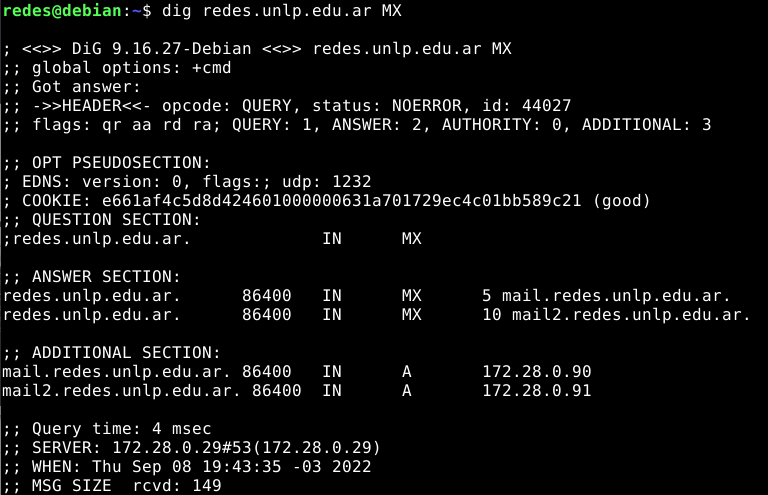 redes@debian:~$ dig redes.unlp.edu.ar MX
; <<>> DiG 9.16.27-Debian <<>> redes.unlp.edu.ar MX
;; global options: +cmd
;; Got answer:
;; ->>HEADER<<- opcode: QUERY, status: NOERROR, id: 44027
;; flags: qr aa rd ra; QUERY: 1, ANSWER: 2, AUTHORITY: 0, ADDITIONAL: 3
;; OPT PSEUDOSECTION:
; EDNS: version: 0, flags:; udp: 1232
; COOKIE: e661af4c5d8d424601000000631a701729ec4c01bb589c21 (good)
;; QUESTION SECTION:
;redes.unlp.edu.ar. IN MX
;; ANSWER SECTION:
redes.unlp.edu.ar. 86400 IN MX 5 mail.redes.unlp.edu.ar.
redes.unlp.edu.ar. 86400 IN MX 10 mail2.redes.unlp.edu.ar.
;; ADDITIONAL SECTION:
mail.redes.unlp.edu.ar. 86400 IN A 172.28.0.90
mail2.redes.unlp.edu.ar. 86400 IN A 172.28.0.91
;; Query time: 4 msec
;; SERVER: 172.28.0.29#53(172.28.0.29)
;; WHEN: Thu Sep 08 19:43:35 -03 2022
;; MSG SIZE  rcvd: 149